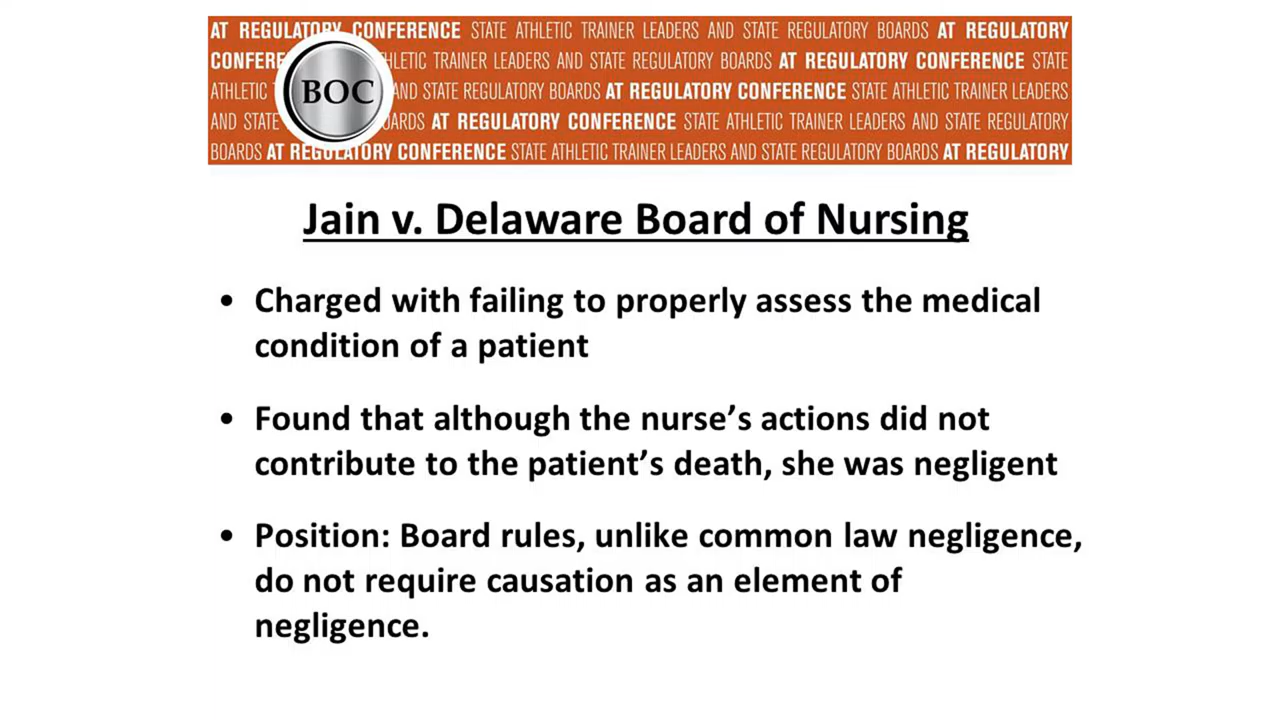 AT REGULATORY CONFERENCE STATE ATHLETIC TRAINER LEADERS AND STATE REGULATORY BOARDS AT REGULATORY
CONFERE HLETIC TRAINER LEADERS AND STATE REGULATORY BOARDS AT REGULATORY CONFERENCE STATE
ATHLETIC AND STATE REGULATORY BOARDS AT REGULATORY CONFERENCE STATE ATHLETIC TRAINER LEADERS
BOC
AND STATE OARDS AT REGULATORY CONFERENCE STATE ATHLETIC TRAINER LEADERS AND STATE REGULATORY
BOARDS AT REGULATORY CONFERENCE STATE ATHLETIC TRAINER LEADERS AND STATE REGULATORY BOARDS AT REGULATORY
Jain v. Delaware Board of Nursing
• Charged with failing to properly assess the medical
condition of a patient
• Found that although the nurse’s actions did not
contribute to the patient’s death, she was negligent
• Position: Board rules, unlike common law negligence,
do not require causation as an element of
negligence.